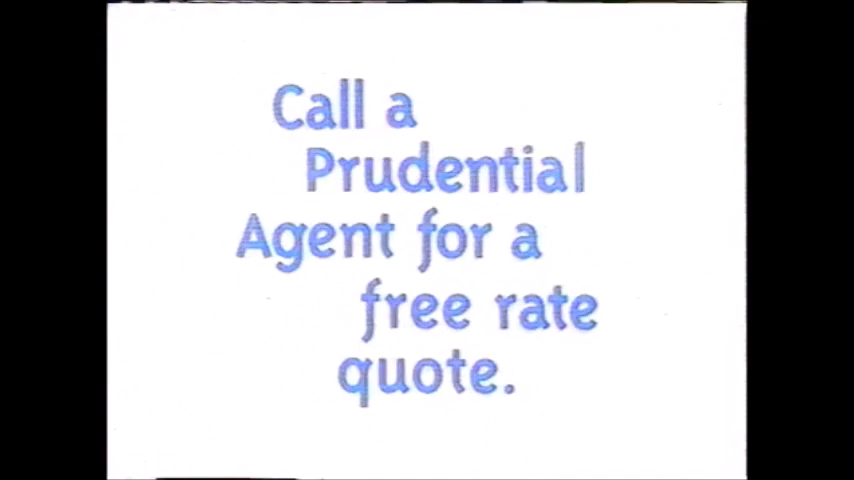 Call a
Prudential
Agent for a
free rate
quote.